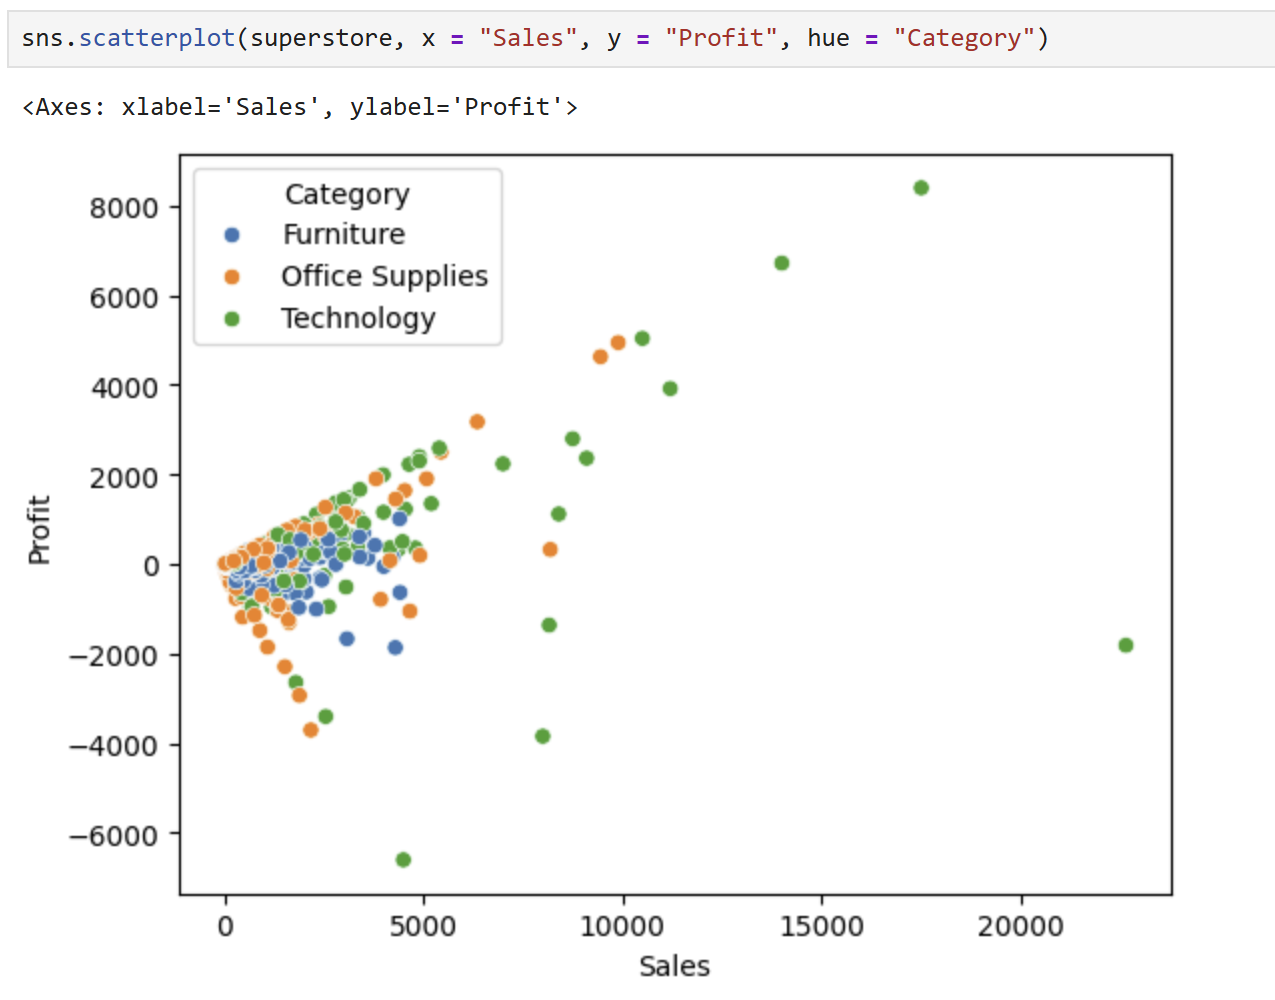 sns.scatterplot(superstore, x = "Sales", y = "Profit", hue = "Category")
<Axes: xlabel='Sales', ylabel='Profit'>
Category
Furniture
Office Supplies
Technology
8000
6000
4000
2000
0
−2000
−4000
−6000
Profit
0 5000 10000 15000 20000
Sales